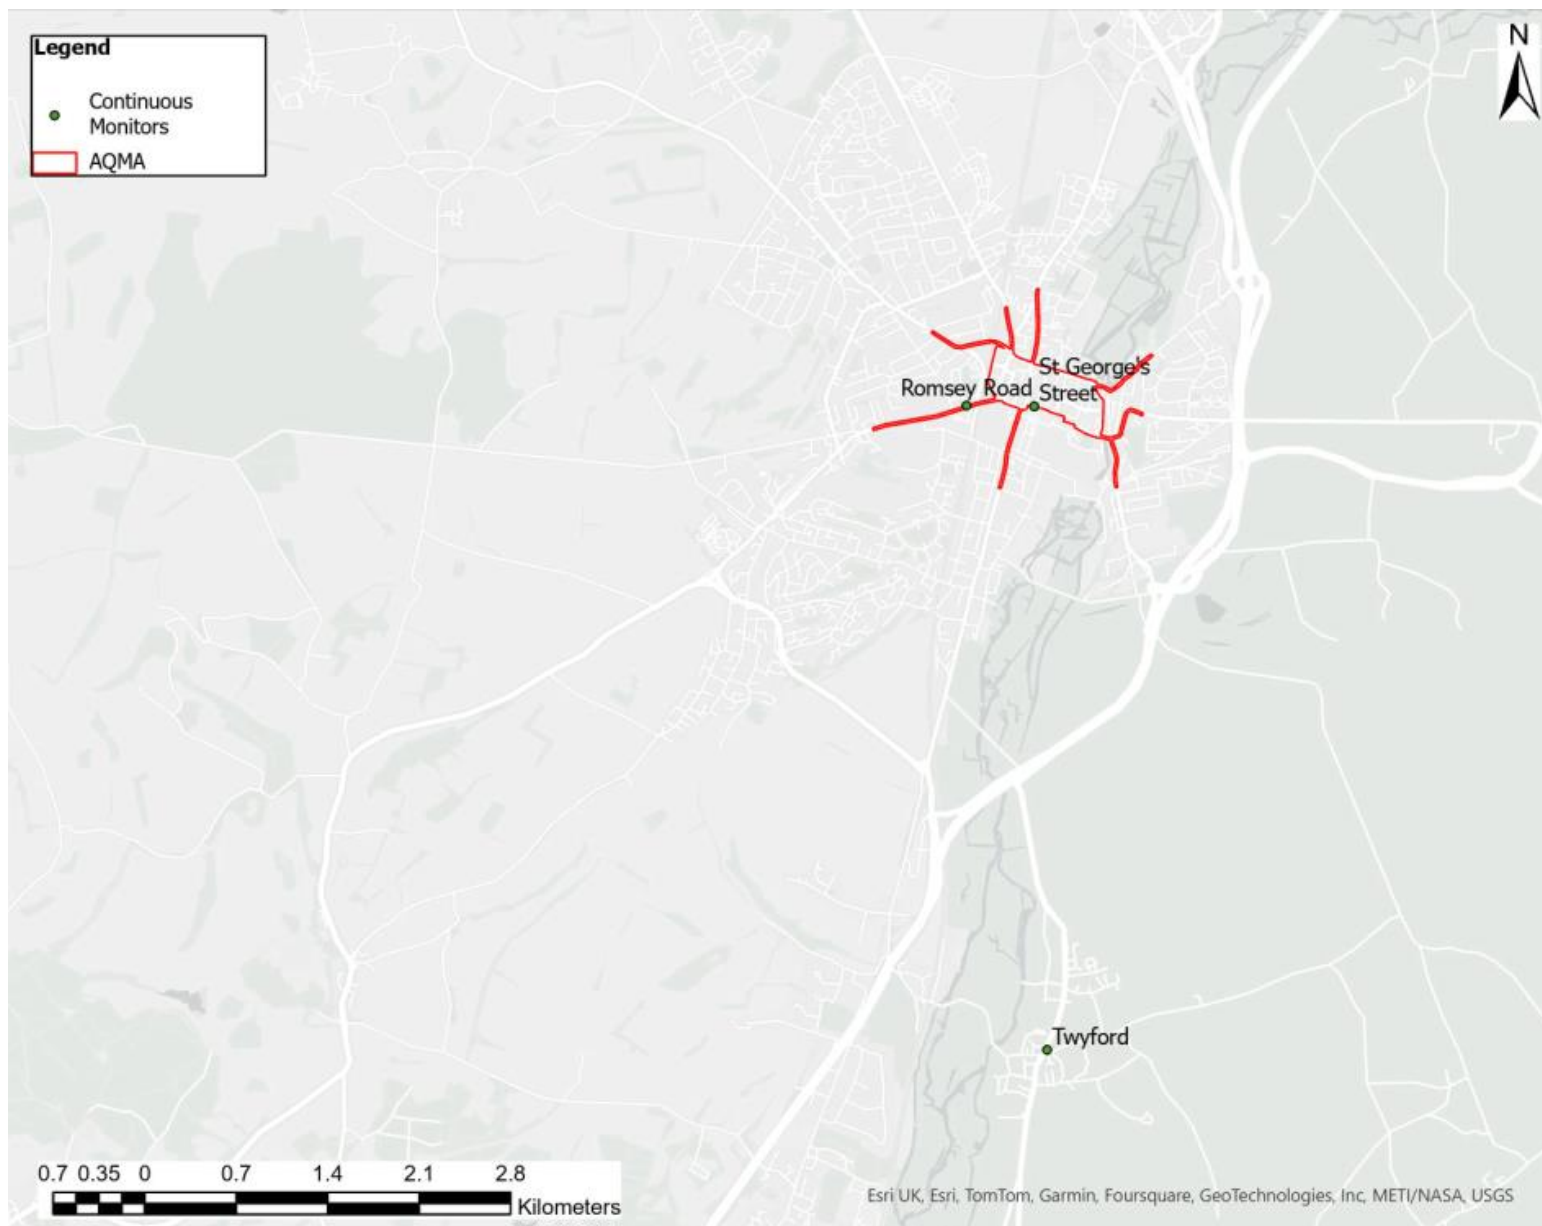 Legend
Continuous
Monitors
AQMA
N
St George's
Romsey Road
Street
Twyford
0.7 0.35 0 0.7 1.4 2.1 2.8
Kilometers
Esri UK, Esri, TomTom, Garmin, Foursquare, GeoTechnologies, Inc, METI/NASA, USGS